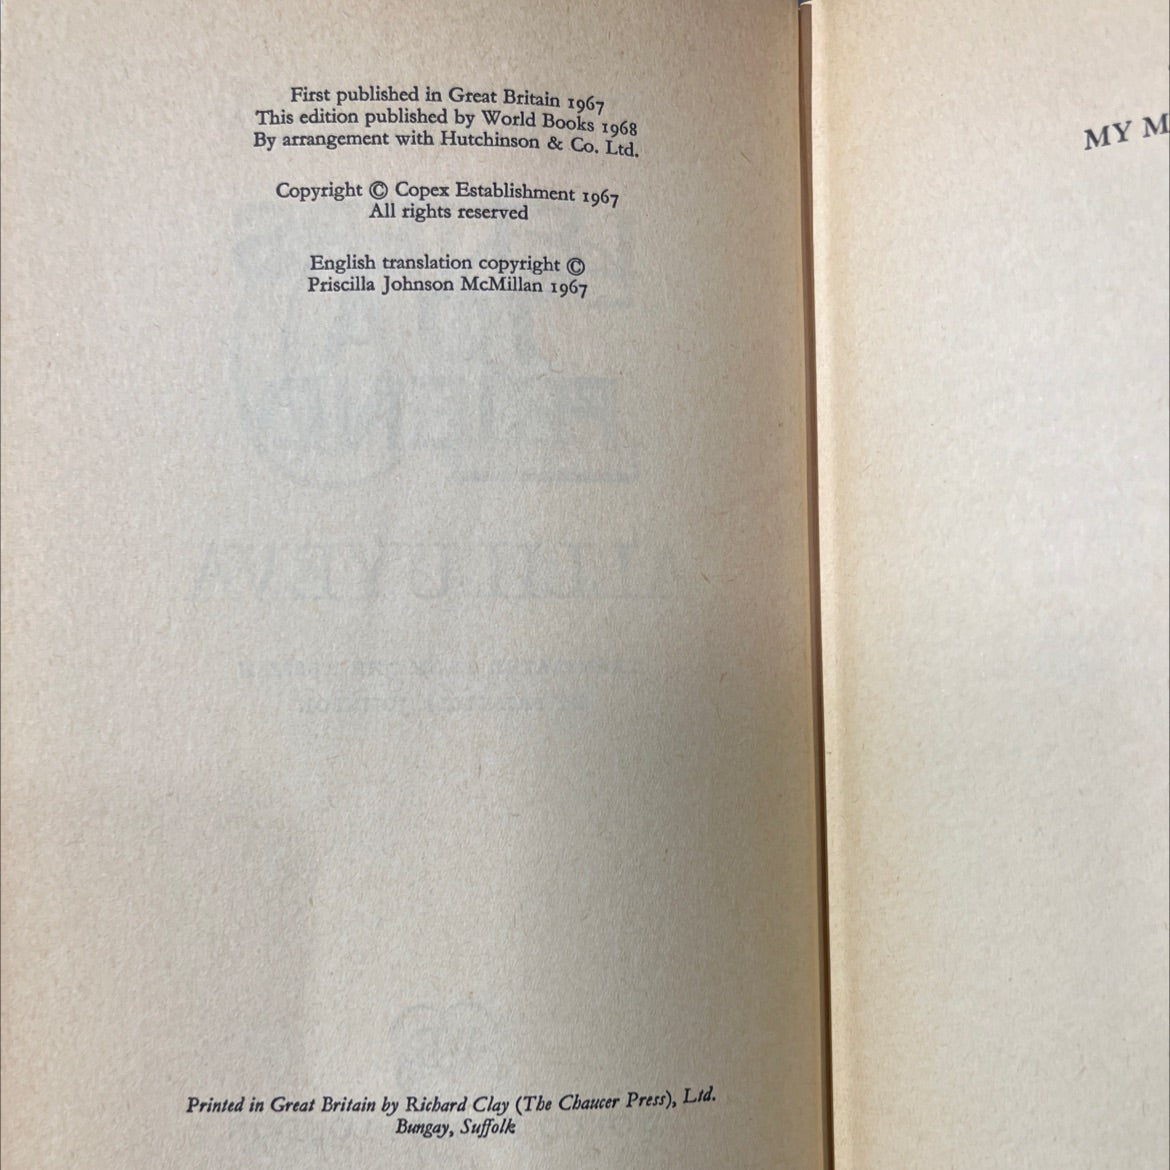 First published in Great Britain 1967
This edition published by World Books 1968
By arrangement with Hutchinson & Co. Ltd.
Copyright © Copex Establishment 1967
All rights reserved
English translation copyright ©
Priscilla Johnson McMillan 1967
Printed in Great Britain by Richard Clay (The Chaucer Press), Ltd.
Bungay, Suffolk
MY M